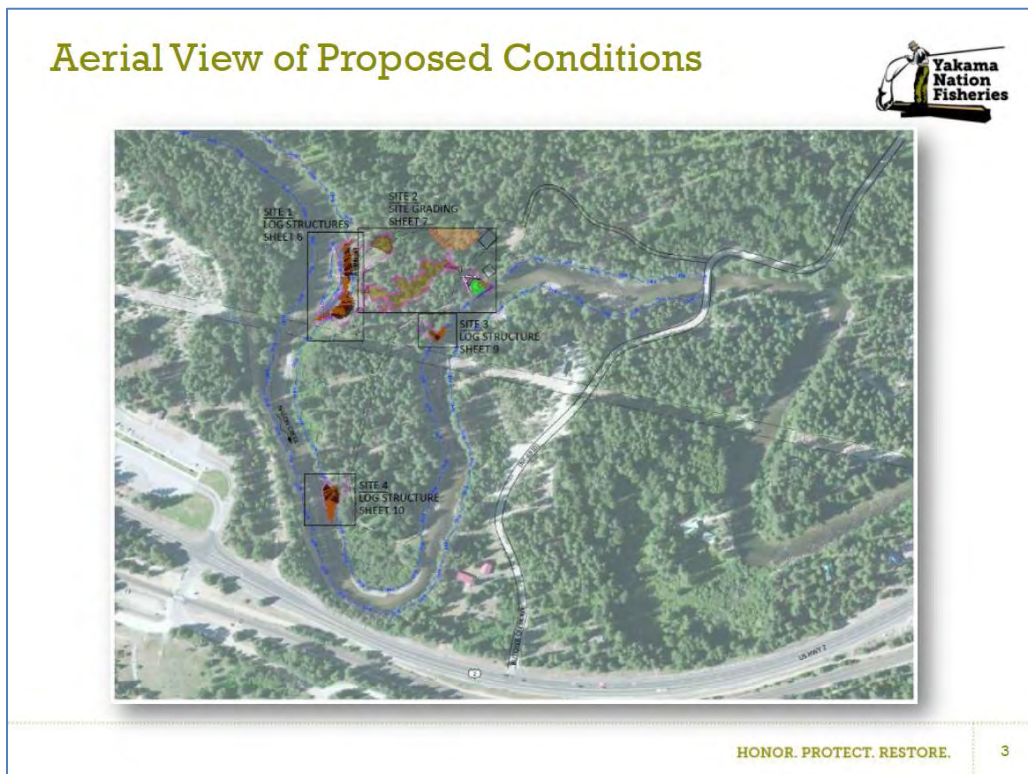 Aerial View of Proposed Conditions
Yakama
Nation
Fisheries
SITE 1
LOG STRUCTURES
SHEET 6
SITE 2
SITE GRADING
SHEET 7
SITE 3
LOG STRUCTURE
SHEET 9
SITE 4
LOG STRUCTURE
SHEET 10
US HWY 2
2
HONOR. PROTECT. RESTORE.
3